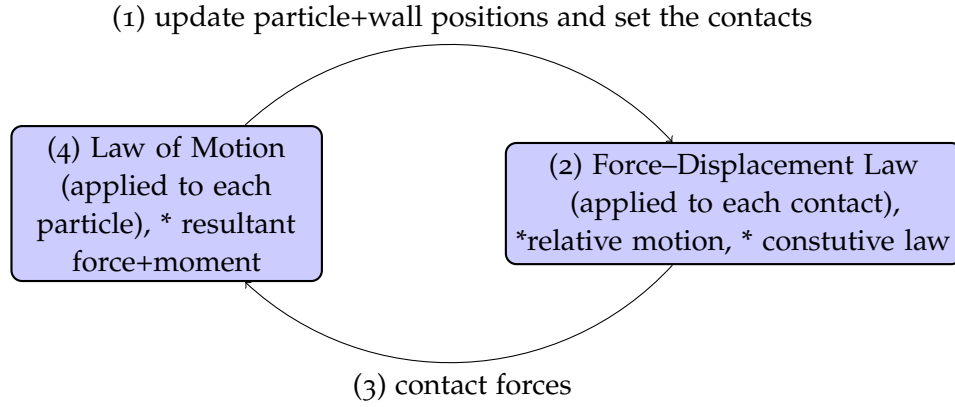 (1) update particle+wall positions and set the contacts
(4) Law of Motion
(applied to each
particle), * resultant
force+moment
(2) Force–Displacement Law
(applied to each contact),
*relative motion, * constutive law
(3) contact forces